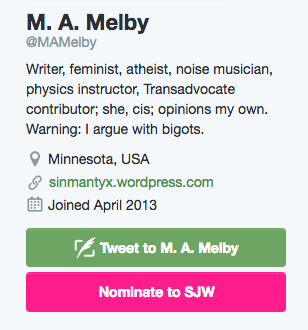 M. A. Melby
@MAMelby
Writer, feminist, atheist, noise musician,
physics instructor, Transadvocate
contributor; she, cis; opinions my own.
Warning: I argue with bigots.
Minnesota, USA
sinmantyx.wordpress.com
Joined April 2013
Tweet to M. A. Melby
Nominate to SJW